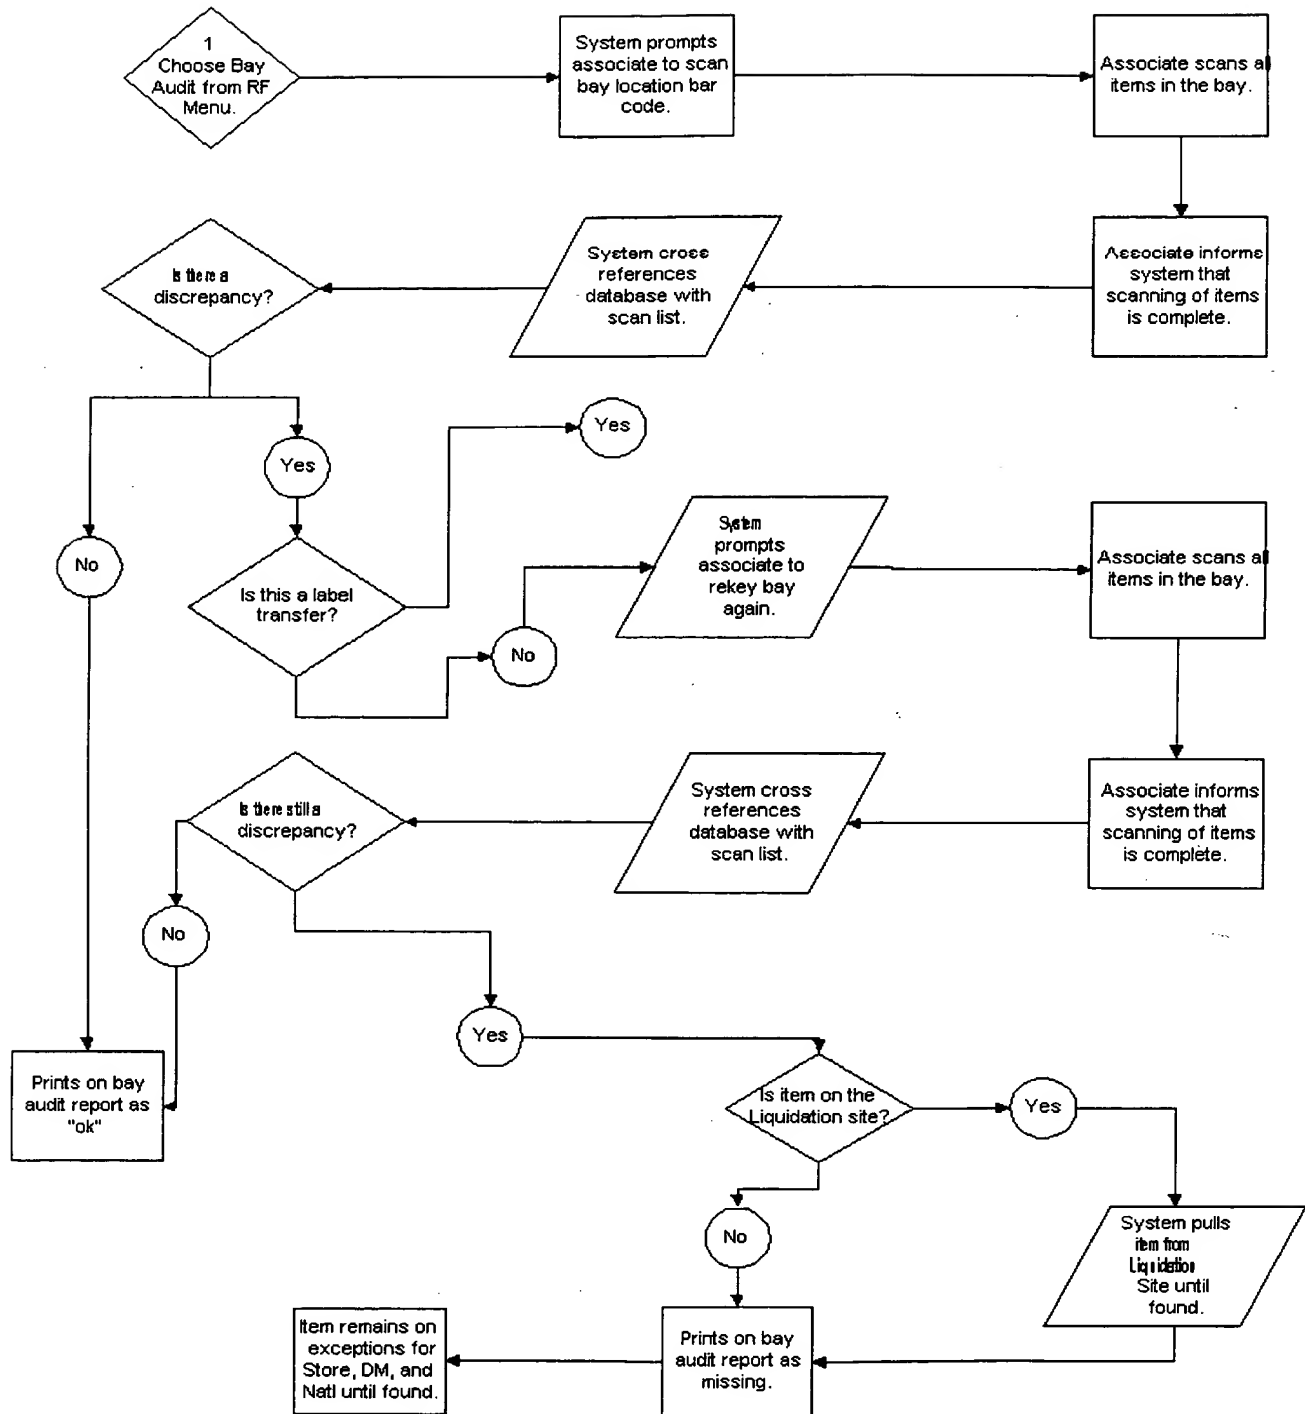 1
Choose Bay
Audit from RF
Menu.
System prompts
associate to scan
bay location bar
code.
Associate scans all
items in the bay.
Associate informs
system that
scanning of items
is complete.
System cross
references
database with
scan list.
Is there a
discrepancy?
Yes
No
Yes
Is this a label
transfer?
No
System
prompts
associate to
rekey bay
again.
Associate scans all
items in the bay.
Associate informs
system that
scanning of items
is complete.
System cross
references
database with
scan list.
Is there still a
discrepancy?
No
Yes
Prints on bay
audit report as
"ok"
Is item on the
Liquidation site?
Yes
No
System pulls
item from
Liquidation
Site until
found.
Prints on bay
audit report as
missing.
Item remains on
exceptions for
Store, DM, and
Natl until found.